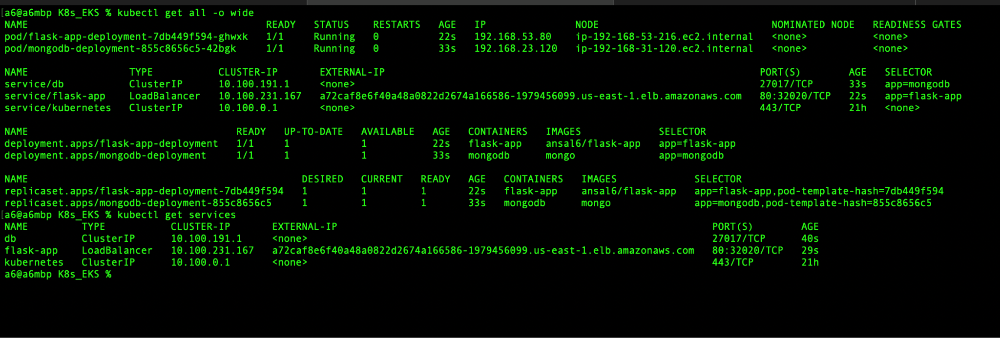 [a6@a6mbp K8s_EKS % kubectl get all -o wide
NAME READY STATUS RESTARTS AGE IP NODE NOMINATED NODE READINESS GATES
pod/flask-app-deployment-7db449f594-ghwxk 1/1 Running 0 22s 192.168.53.80 ip-192-168-53-216.ec2.internal <none> <none>
pod/mongodb-deployment-855c8656c5-42bgk 1/1 Running 0 33s 192.168.23.120 ip-192-168-31-120.ec2.internal <none> <none>
NAME TYPE CLUSTER-IP EXTERNAL-IP PORT(S) AGE SELECTOR
service/db ClusterIP 10.100.191.1 <none> 27017/TCP 33s app=mongodb
service/flask-app LoadBalancer 10.100.231.167 a72caf8e6f40a48a0822d2674a166586-1979456099.us-east-1.elb.amazonaws.com 80:32020/TCP 22s app=flask-app
service/kubernetes ClusterIP 10.100.0.1 <none> 443/TCP 21h <none>
NAME READY UP-TO-DATE AVAILABLE AGE CONTAINERS IMAGES SELECTOR
deployment.apps/flask-app-deployment 1/1 1 1 22s flask-app ansal6/flask-app app=flask-app
deployment.apps/mongodb-deployment 1/1 1 1 33s mongodb mongo app=mongodb
NAME DESIRED CURRENT READY AGE CONTAINERS IMAGES SELECTOR
replicaset.apps/flask-app-deployment-7db449f594 1 1 1 22s flask-app ansal6/flask-app app=flask-app,pod-template-hash=7db449f594
replicaset.apps/mongodb-deployment-855c8656c5 1 1 1 33s mongodb mongo app=mongodb,pod-template-hash=855c8656c5
[a6@a6mbp K8s_EKS % kubectl get services
NAME TYPE CLUSTER-IP EXTERNAL-IP PORT(S) AGE
db ClusterIP 10.100.191.1 <none> 27017/TCP 40s
flask-app LoadBalancer 10.100.231.167 a72caf8e6f40a48a0822d2674a166586-1979456099.us-east-1.elb.amazonaws.com 80:32020/TCP 29s
kubernetes ClusterIP 10.100.0.1 <none> 443/TCP 21h
a6@a6mbp K8s_EKS %